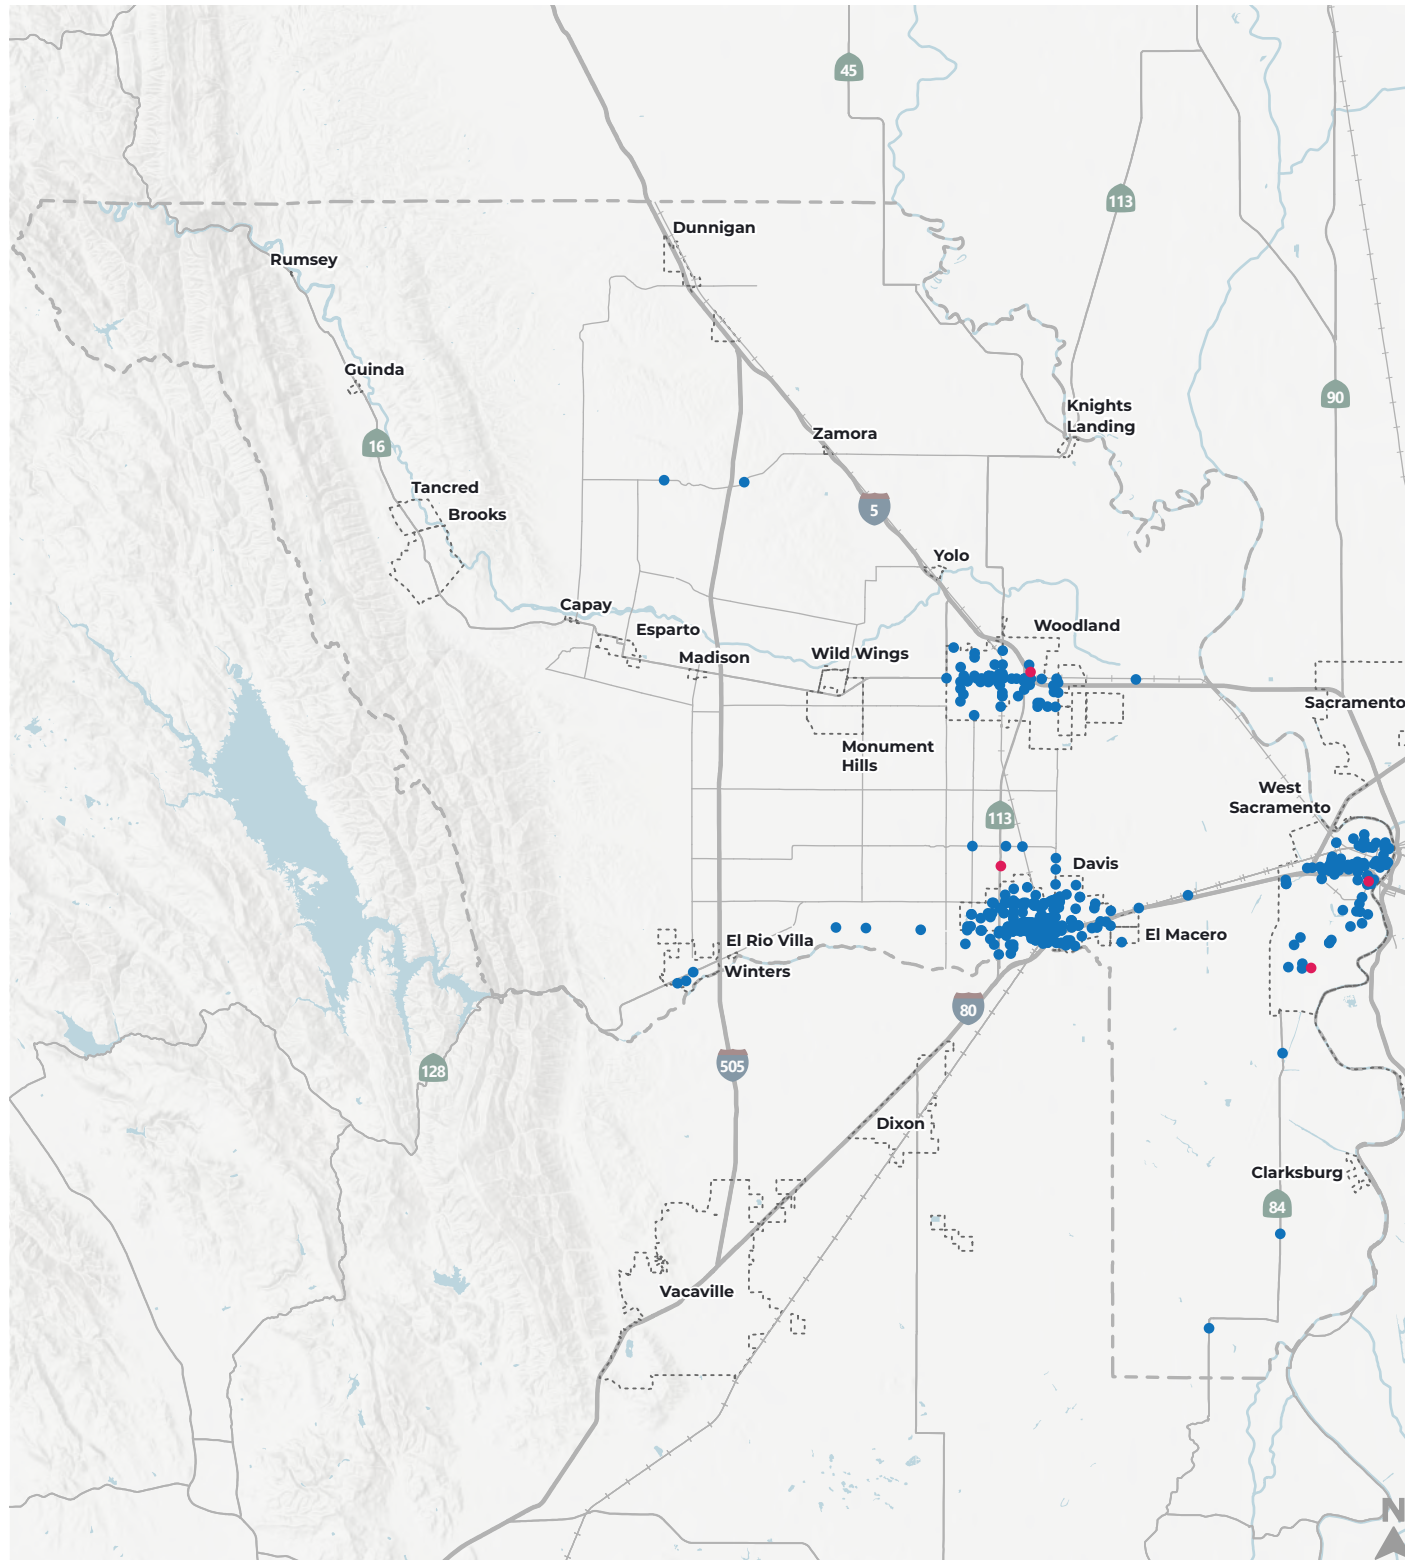 45
113
Dunnigan
Rumsey
Guinda
90
Knights
Landing
Zamora
16
Tancred
Brooks
5
Yolo
Capay
Esparto
Woodland
Madison
Wild Wings
Sacramento
Monument
Hills
West
Sacramento
113
Davis
El Rio Villa
El Macero
Winters
80
505
128
Dixon
Clarksburg
84
Vacaville
N